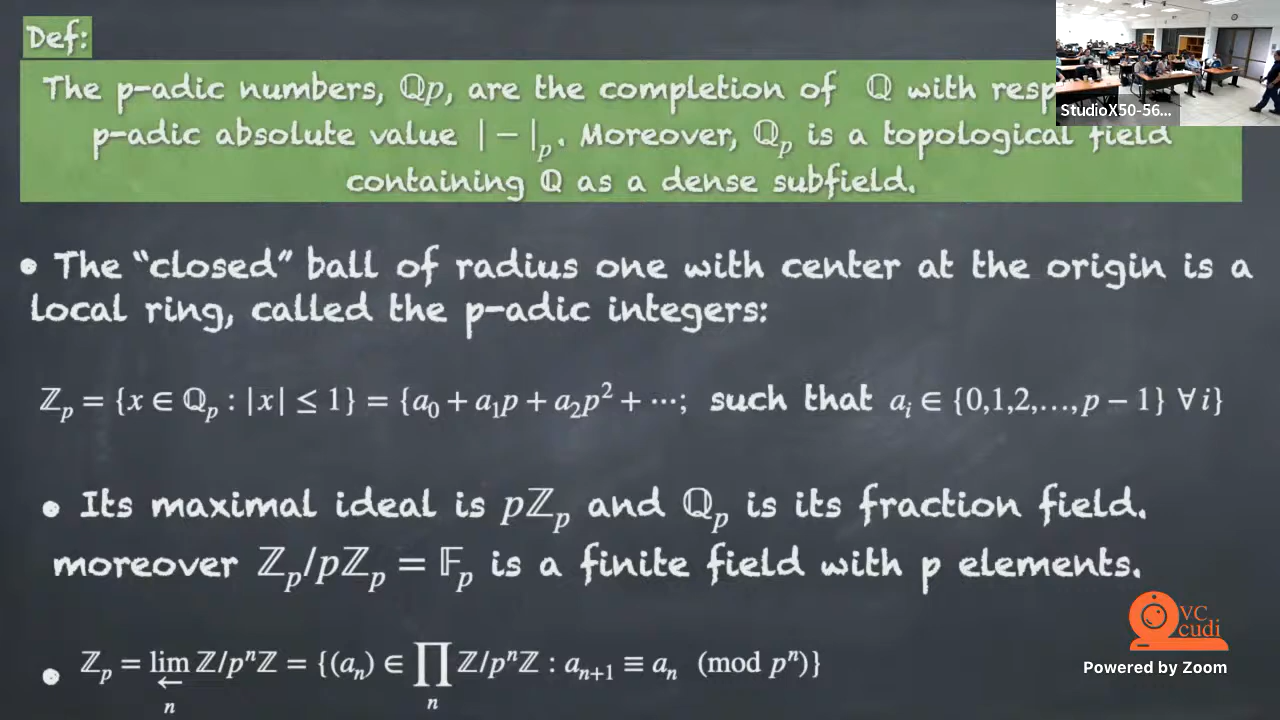 Def:
The p-adic numbers, ℚp, are the completion of ℚ with resp
p-adic absolute value |−|ₚ. Moreover, ℚₚ is a topological field
containing ℚ as a dense subfield.
StudioX50-56...
• The “closed” ball of radius one with center at the origin is a
local ring, called the p-adic integers:
ℤₚ = {x ∈ ℚₚ : |x| ≤ 1} = {a₀ + a₁p + a₂p² + ⋯; such that aᵢ ∈ {0,1,2,…,p − 1} ∀ i}
• Its maximal ideal is pℤₚ and ℚₚ is its fraction field.
moreover ℤₚ/pℤₚ = 𝔽ₚ is a finite field with p elements.
VC
cudi
Powered by Zoom
• ℤₚ = lim ℤ/pⁿℤ = {(aₙ) ∈ ∏ ℤ/pⁿℤ : aₙ₊₁ ≡ aₙ (mod pⁿ)}
← 
n n